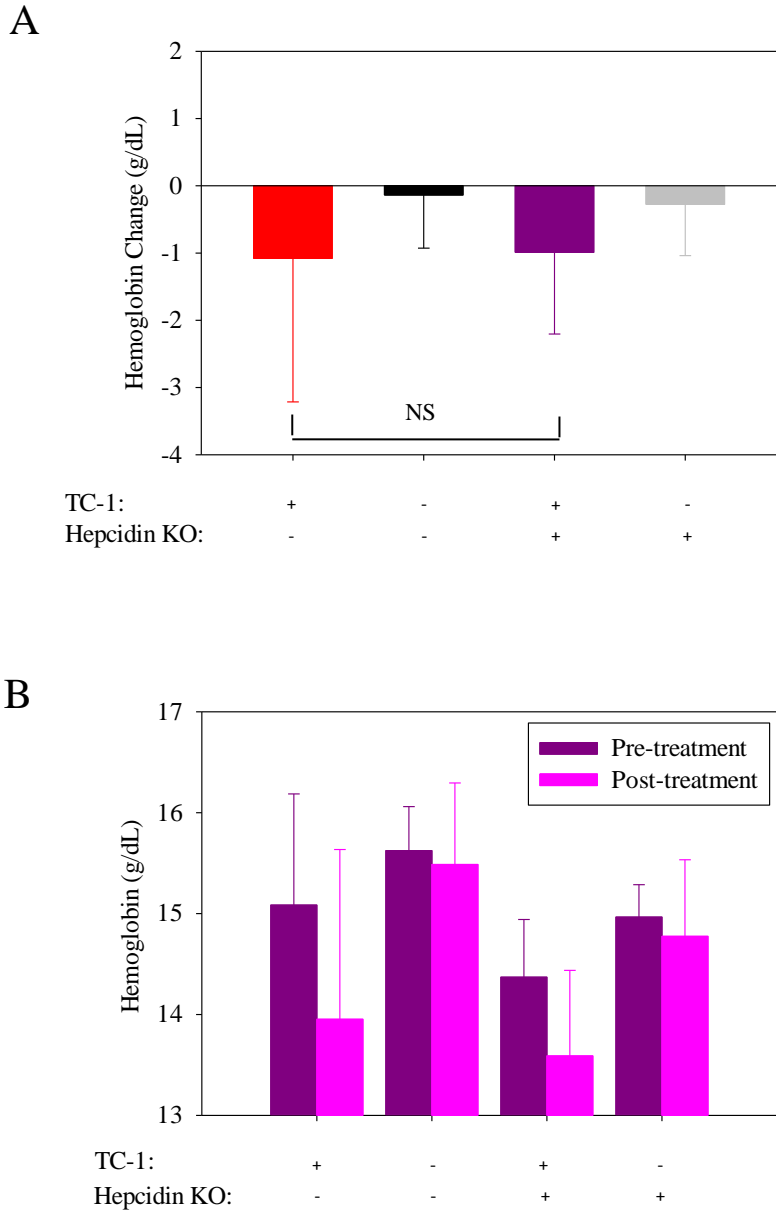 A
2
1
0
-1
-2
-3
-4
Hemoglobin Change (g/dL)
NS
TC-1: + - + -
Hepcidin KO: - - + +
B
17
16
15
14
13
Hemoglobin (g/dL)
Pre-treatment
Post-treatment
TC-1: + - + -
Hepcidin KO: - - + +